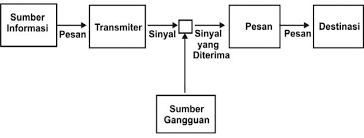 Sumber
Informasi
Pesan
Transmiter
Sinyal
Sinyal
yang
Diterima
Pesan
Pesan
Destinasi
Sumber
Gangguan